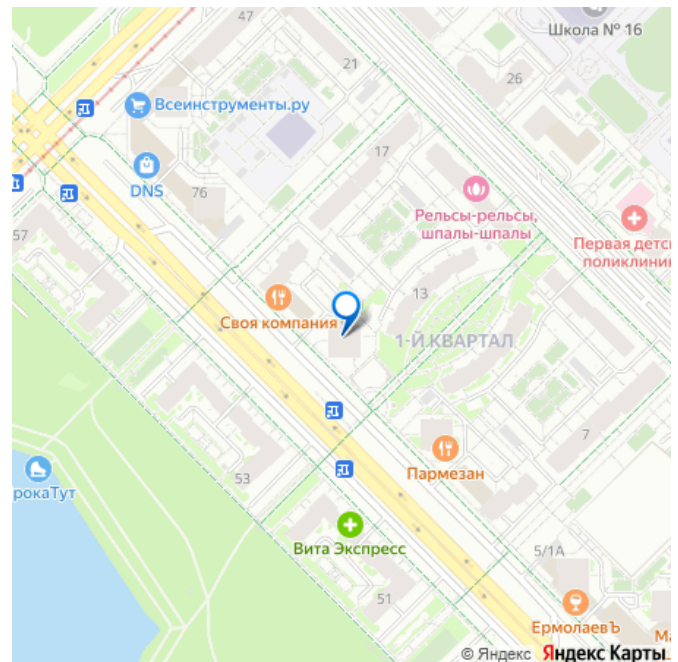 47
Школа № 16
21
26
Всеинструменты.ру
17
DNS
76
Рельсы-рельсы,
шпалы-шпалы
Первая детс
поликлини
57
13
Своя компания
1-Й КВАРТАЛ
7
Пармезан
53
рокаТут
Вита Экспресс
5/1А
51
ЕрмолаевЪ
Ма
© Яндекс Яндекс Карты